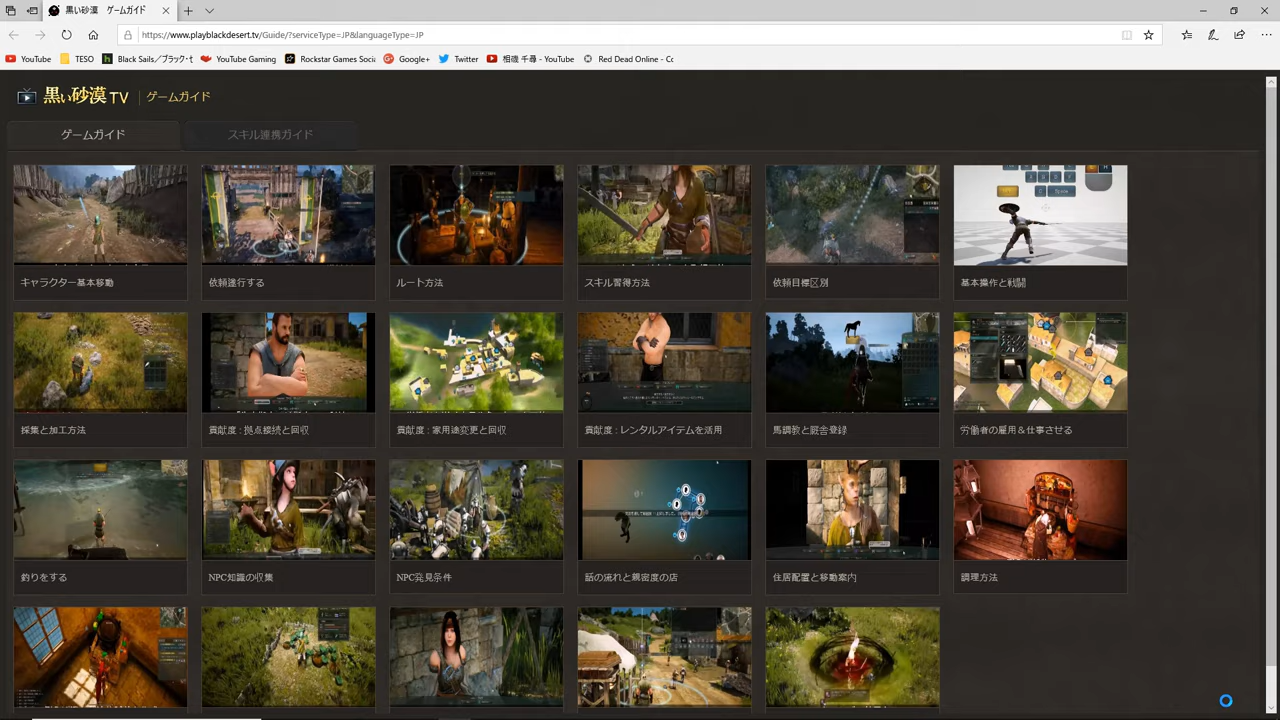 黒い砂漠 ゲームガイド
https://www.playblackdesert.tv/Guide/?serviceType=JP&languageType=JP
YouTube
TESO
Black Sails／ブラック・セ
YouTube Gaming
Rockstar Games Soci
Google+
Twitter
相磯 千尋 - YouTube
Red Dead Online - Co
黒い砂漠 TV
ゲームガイド
ゲームガイド
スキル連携ガイド
キャラクター基本移動
依頼遂行する
ルート方法
スキル習得方法
依頼目標区別
基本操作と戦闘
採集と加工方法
貢献度 : 拠点接続と回収
貢献度 : 家用途変更と回収
貢献度 : レンタルアイテムを活用
馬調教と厩舎登録
労働者の雇用＆仕事させる
釣りをする
NPC知識の収集
NPC発見条件
話の流れと親密度の店
住居配置と移動案内
調理方法